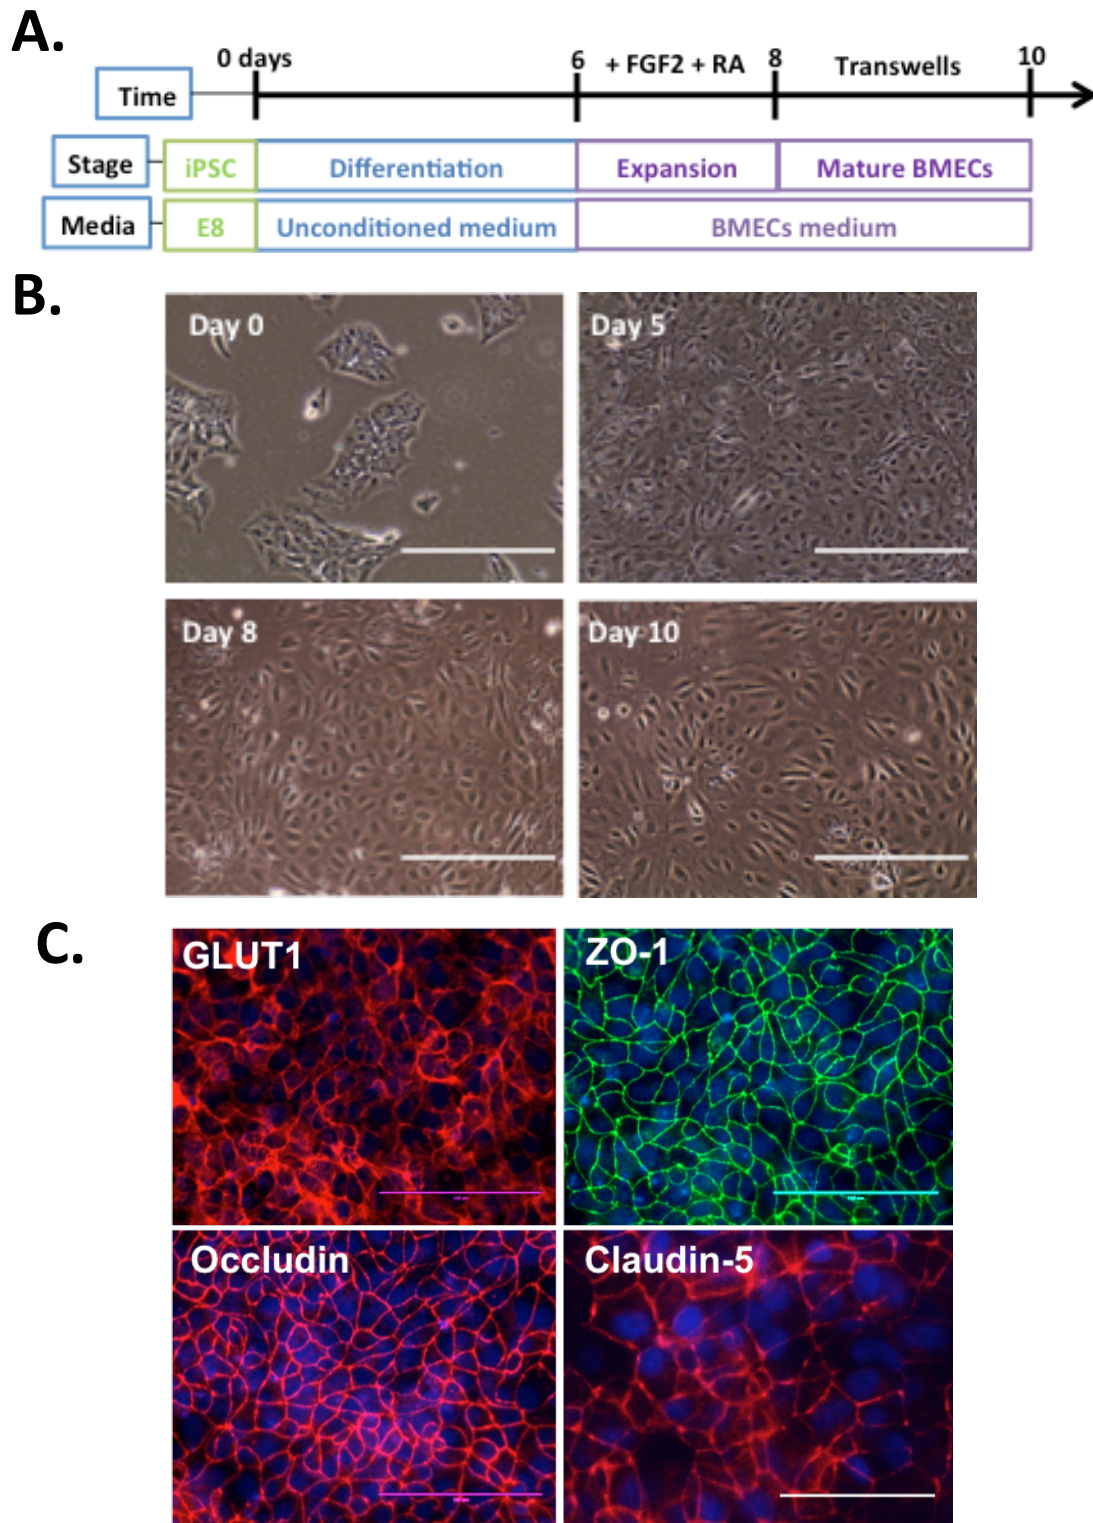 A.
0 days 6 + FGF2 + RA 8 Transwells 10
Time
Stage iPSC Differentiation Expansion Mature BMECs
Media E8 Unconditioned medium BMECs medium
B.
Day 0 Day 5
Day 8 Day 10
C.
GLUT1 ZO-1
Occludin Claudin-5